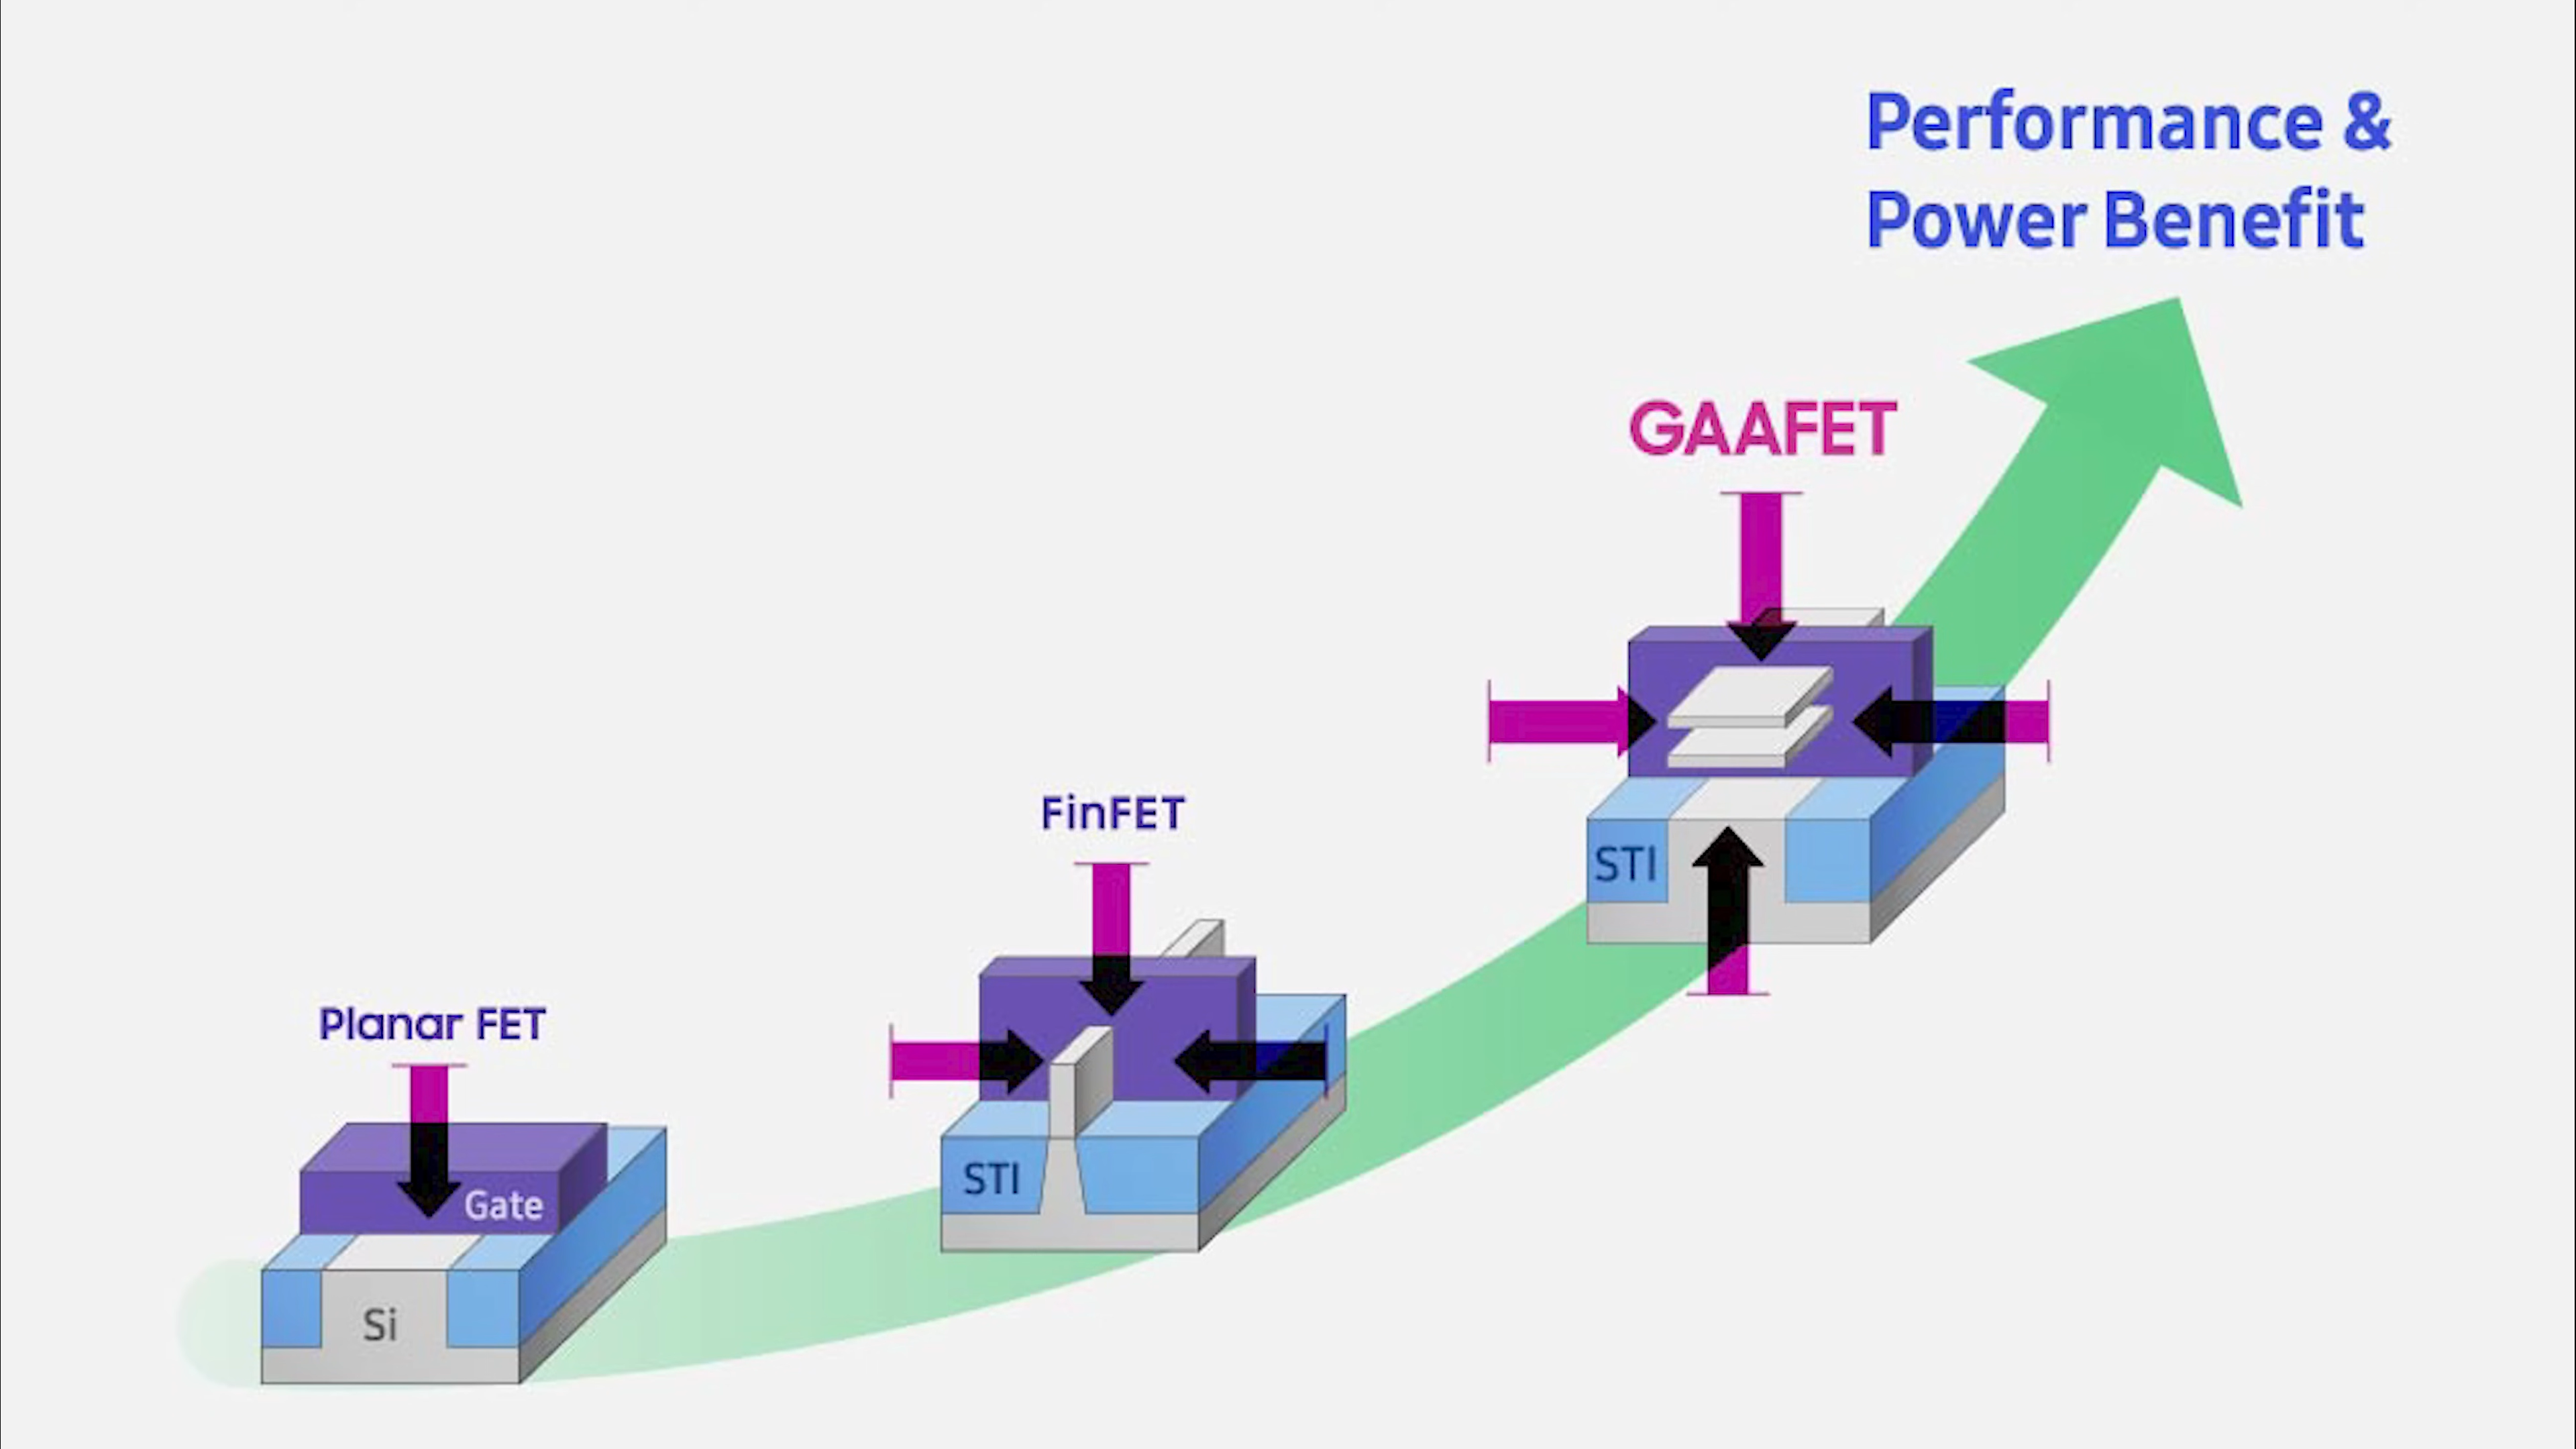 Performance &
Power Benefit
GAAFET
FinFET
STI
Planar FET
STI
Gate
Si